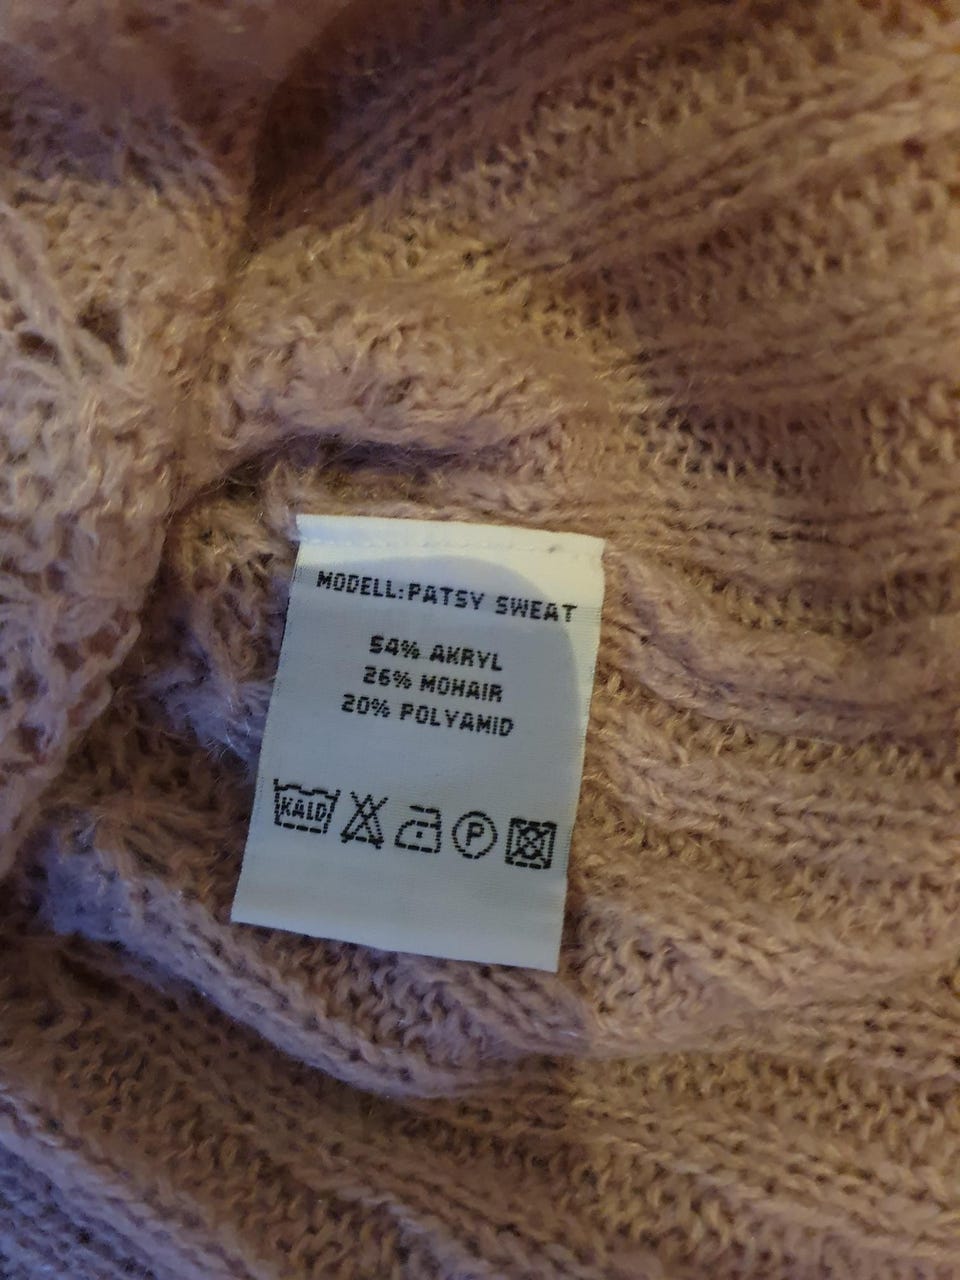 MODELL:PATSY SWEAT
54% AKRYL
26% MOHAIR
20% POLYAMID
KALD P